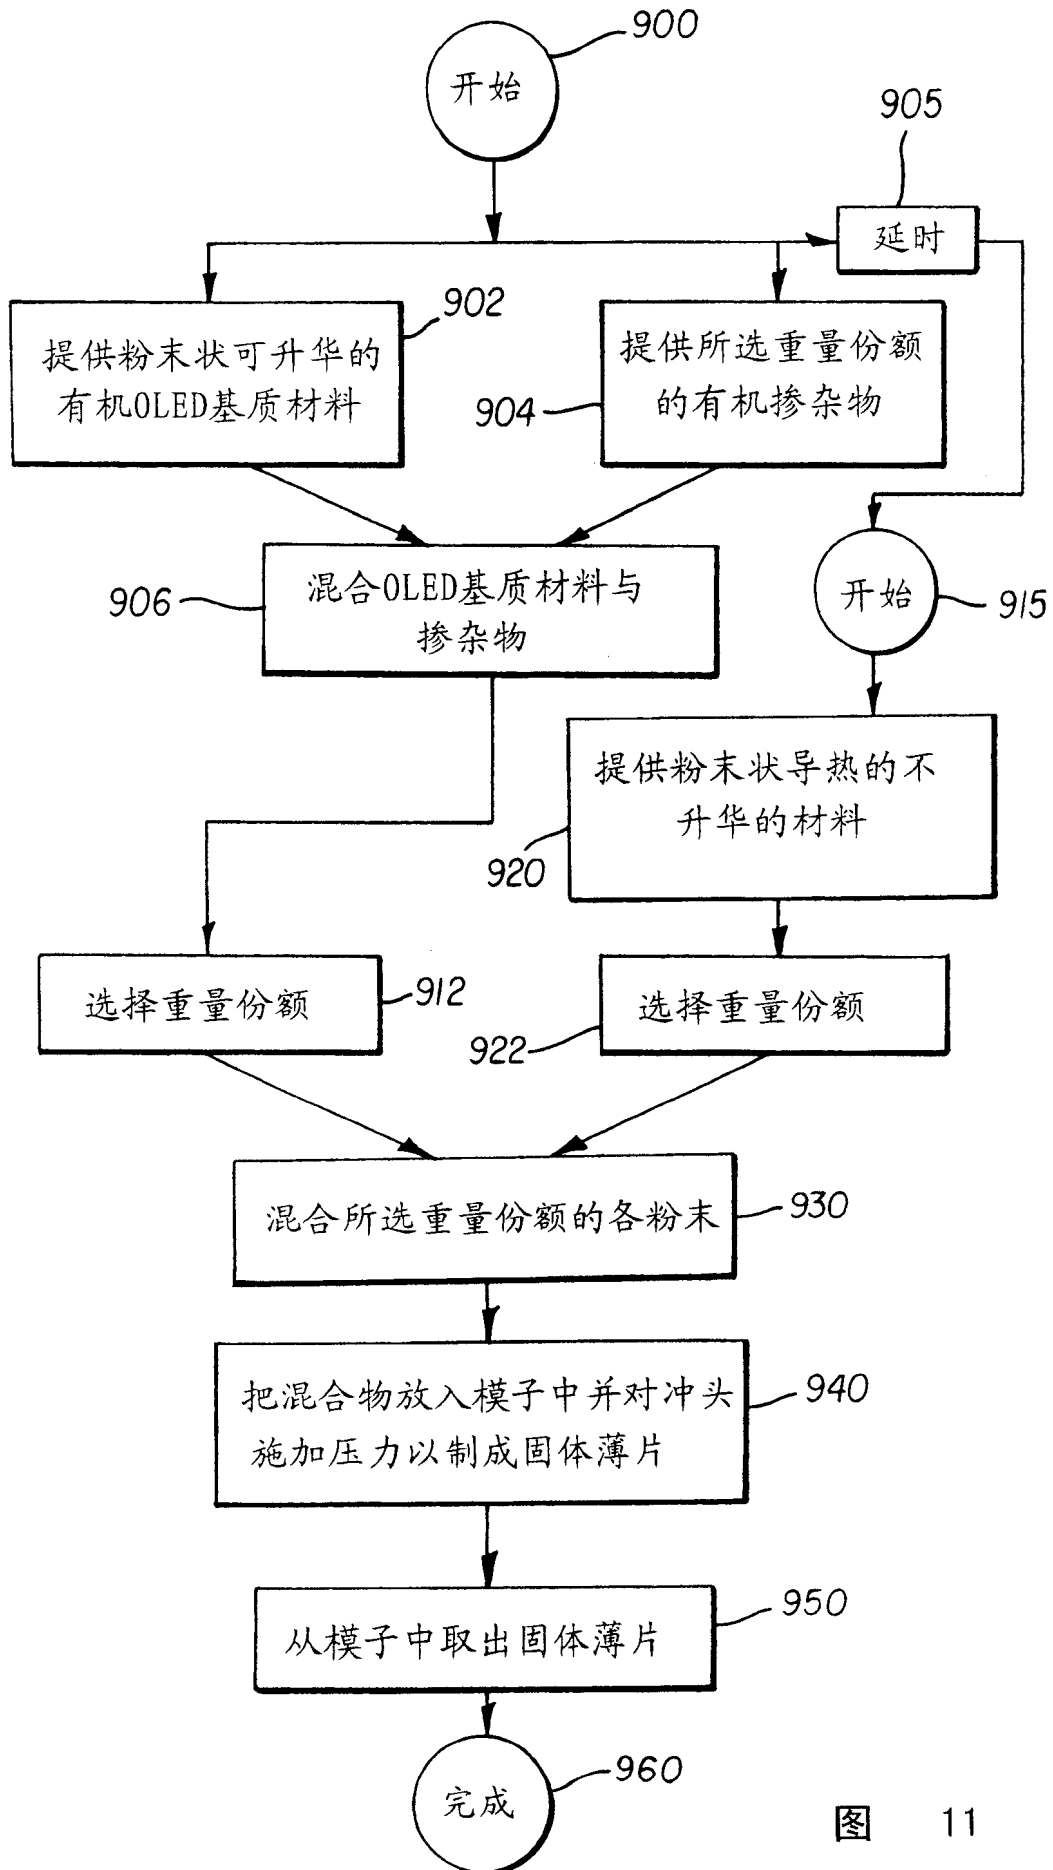 900
开始
905
延时
902
提供粉末状可升华的
有机OLED基质材料
904
提供所选重量份额
的有机掺杂物
906
混合OLED基质材料与
掺杂物
开始
915
提供粉末状导热的不
升华的材料
920
选择重量份额
912
选择重量份额
922
混合所选重量份额的各粉末
930
把混合物放入模子中并对冲头
施加压力以制成固体薄片
940
从模子中取出固体薄片
950
完成
960
图 11